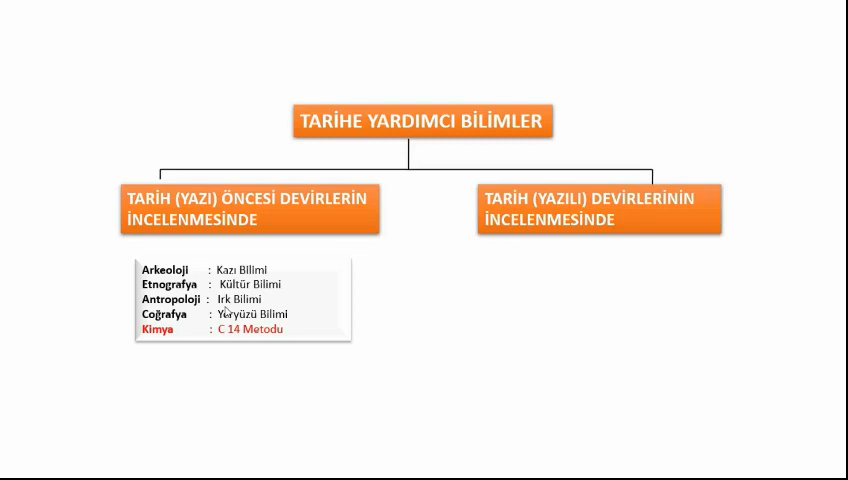 TARİHE YARDIMCI BİLİMLER
TARİH (YAZI) ÖNCESİ DEVİRLERİN
İNCELENMESİNDE
TARİH (YAZILI) DEVİRLERİNİN
İNCELENMESİNDE
Arkeoloji : Kazı Bilimi
Etnografya : Kültür Bilimi
Antropoloji : Irk Bilimi
Coğrafya : Yeryüzü Bilimi
Kimya : C 14 Metodu